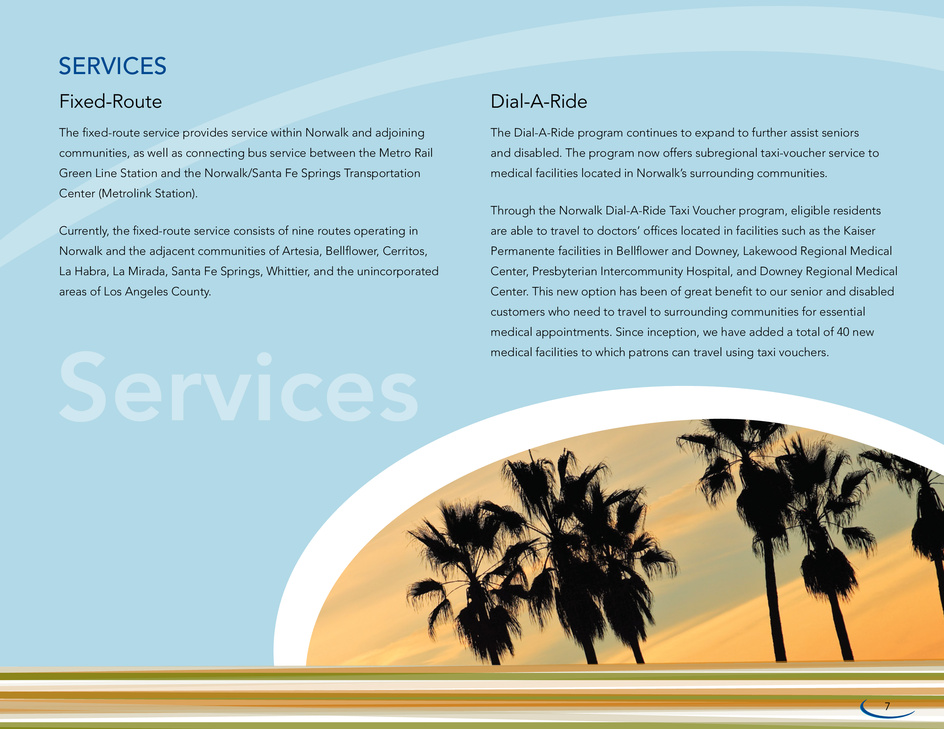 SERVICES
Fixed-Route
The fixed-route service provides service within Norwalk and adjoining
communities, as well as connecting bus service between the Metro Rail
Green Line Station and the Norwalk/Santa Fe Springs Transportation
Center (Metrolink Station).
Currently, the fixed-route service consists of nine routes operating in
Norwalk and the adjacent communities of Artesia, Bellflower, Cerritos,
La Habra, La Mirada, Santa Fe Springs, Whittier, and the unincorporated
areas of Los Angeles County.
Services
Dial-A-Ride
The Dial-A-Ride program continues to expand to further assist seniors
and disabled. The program now offers subregional taxi-voucher service to
medical facilities located in Norwalk's surrounding communities.
Through the Norwalk Dial-A-Ride Taxi Voucher program, eligible residents
are able to travel to doctors' offices located in facilities such as the Kaiser
Permanente facilities in Bellflower and Downey, Lakewood Regional Medical
Center, Presbyterian Intercommunity Hospital, and Downey Regional Medical
Center. This new option has been of great benefit to our senior and disabled
customers who need to travel to surrounding communities for essential
medical appointments. Since inception, we have added a total of 40 new
medical facilities to which patrons can travel using taxi vouchers.
7